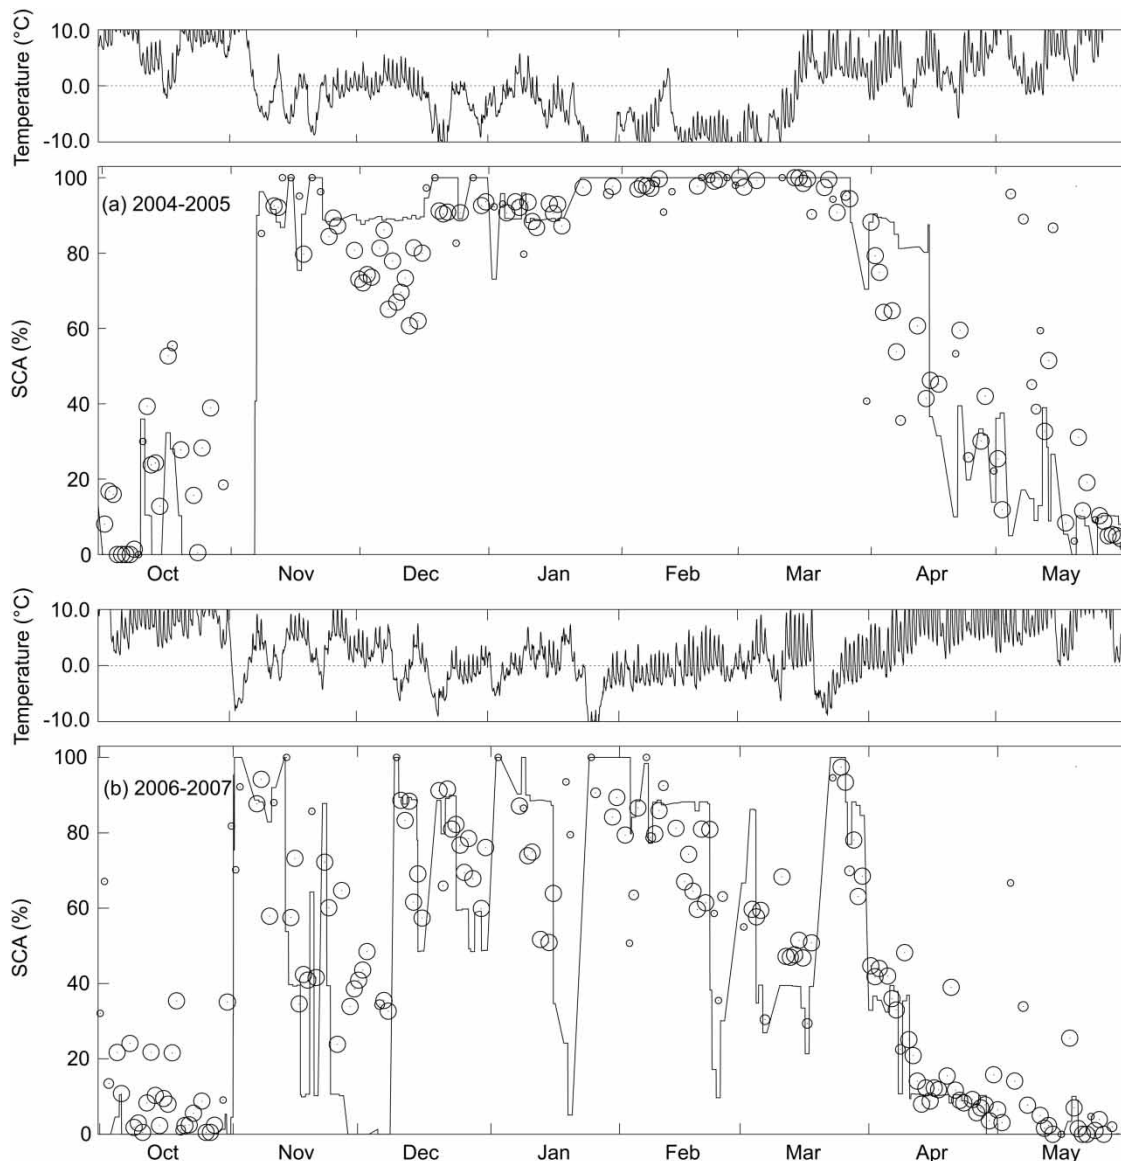 Temperature (°C)
10.0
0.0
-10.0
SCA (%)
100
80
60
40
20
0
(a) 2004-2005
Oct Nov Dec Jan Feb Mar Apr May
Temperature (°C)
10.0
0.0
-10.0
SCA (%)
100
80
60
40
20
0
(b) 2006-2007
Oct Nov Dec Jan Feb Mar Apr May